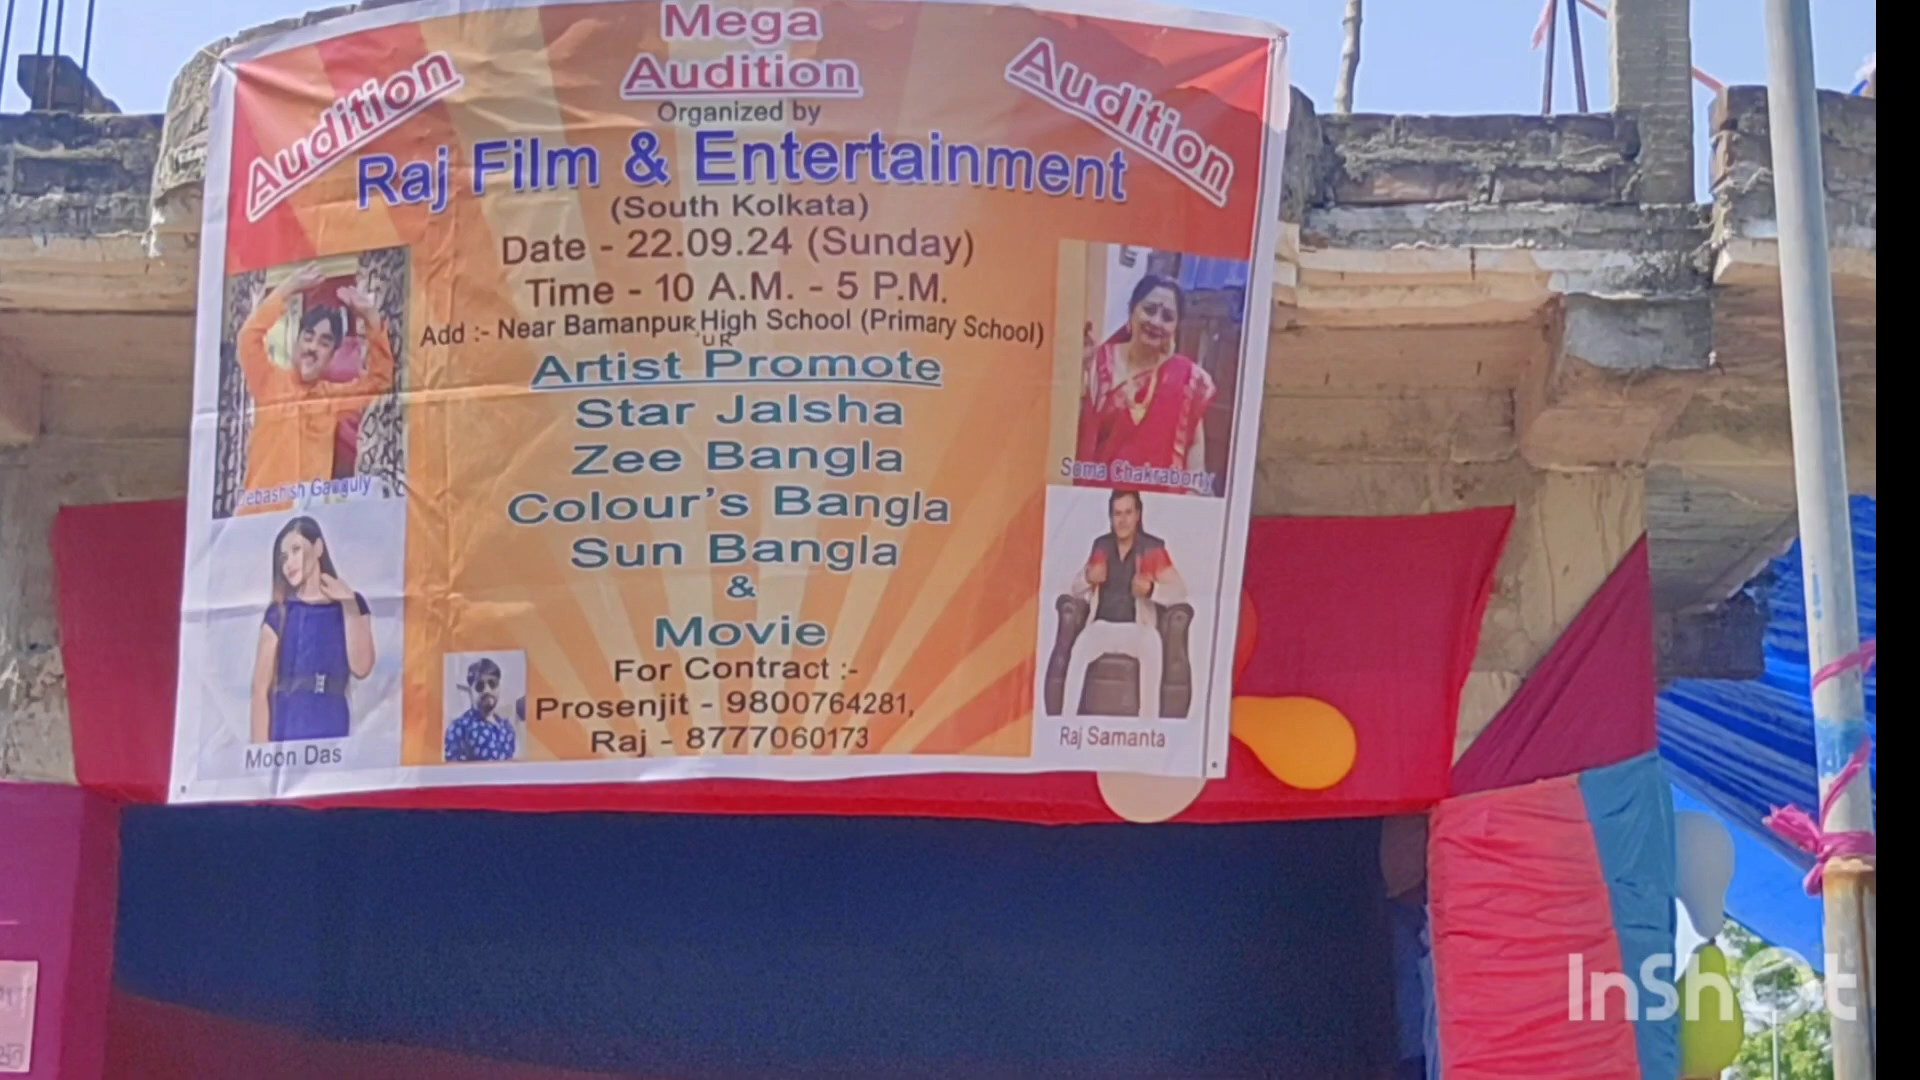 Mega
Audition
Audition
Audition
Organized by
Raj Film & Entertainment
(South Kolkata)
Date - 22.09.24 (Sunday)
Time - 10 A.M. - 5 P.M.
Add :- Near Bamanpur High School (Primary School)
UR
Artist Promote
Star Jalsha
Zee Bangla
Colour's Bangla
Sun Bangla
&
Movie
For Contract :-
Prosenjit - 9800764281,
Raj - 8777060173
Debashish Ganguly
Soma Chakraborty
Moon Das
Raj Samanta
InShOt